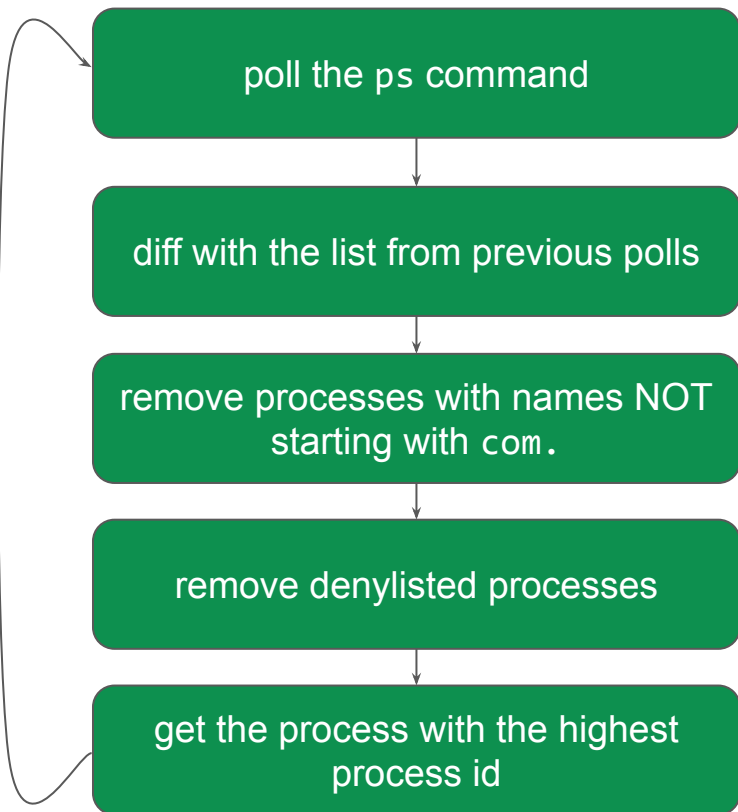 poll the ps command
diff with the list from previous polls
remove processes with names NOT
starting with com.
remove denylisted processes
get the process with the highest
process id